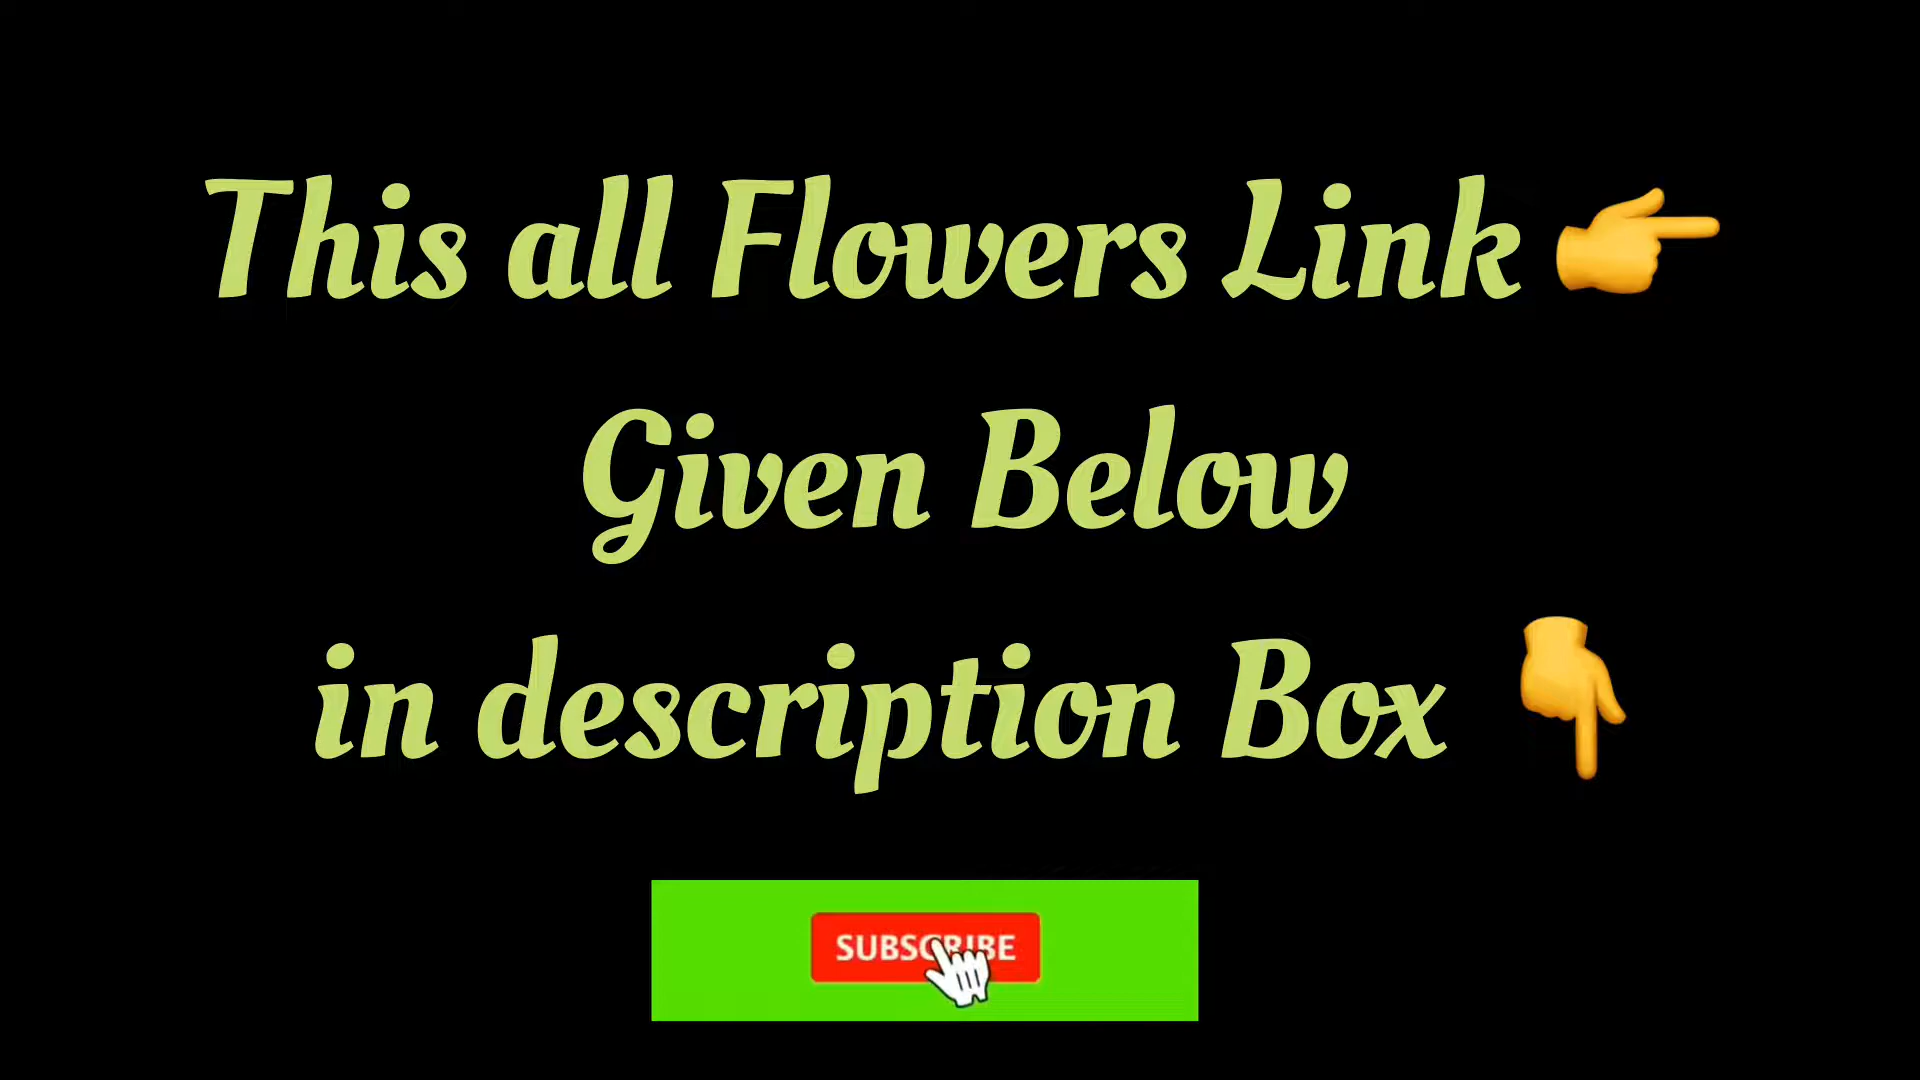 This all Flowers Link 👉
Given Below
in description Box 👇
SUBSCRIBE